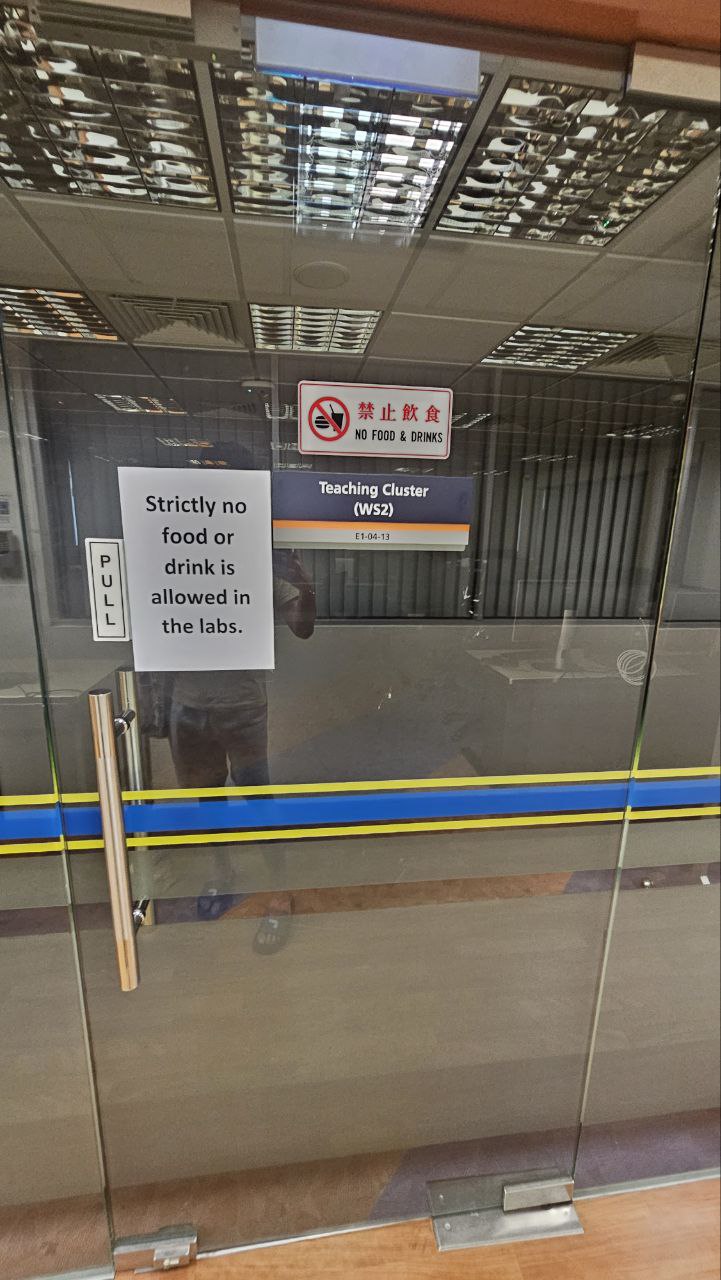 禁止飲食
NO FOOD & DRINKS
Teaching Cluster
(WS2)
E1-04-13
Strictly no
food or
drink is
allowed in
the labs.
PULL